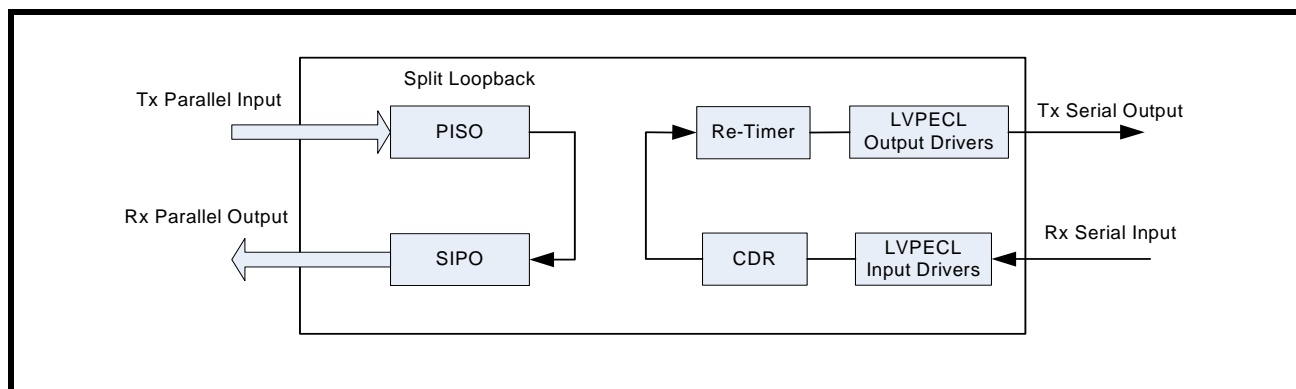 Split Loopback
Tx Parallel Input
PISO
Re-Timer
LVPECL
Output Drivers
Tx Serial Output
Rx Parallel Output
SIPO
CDR
LVPECL
Input Drivers
Rx Serial Input